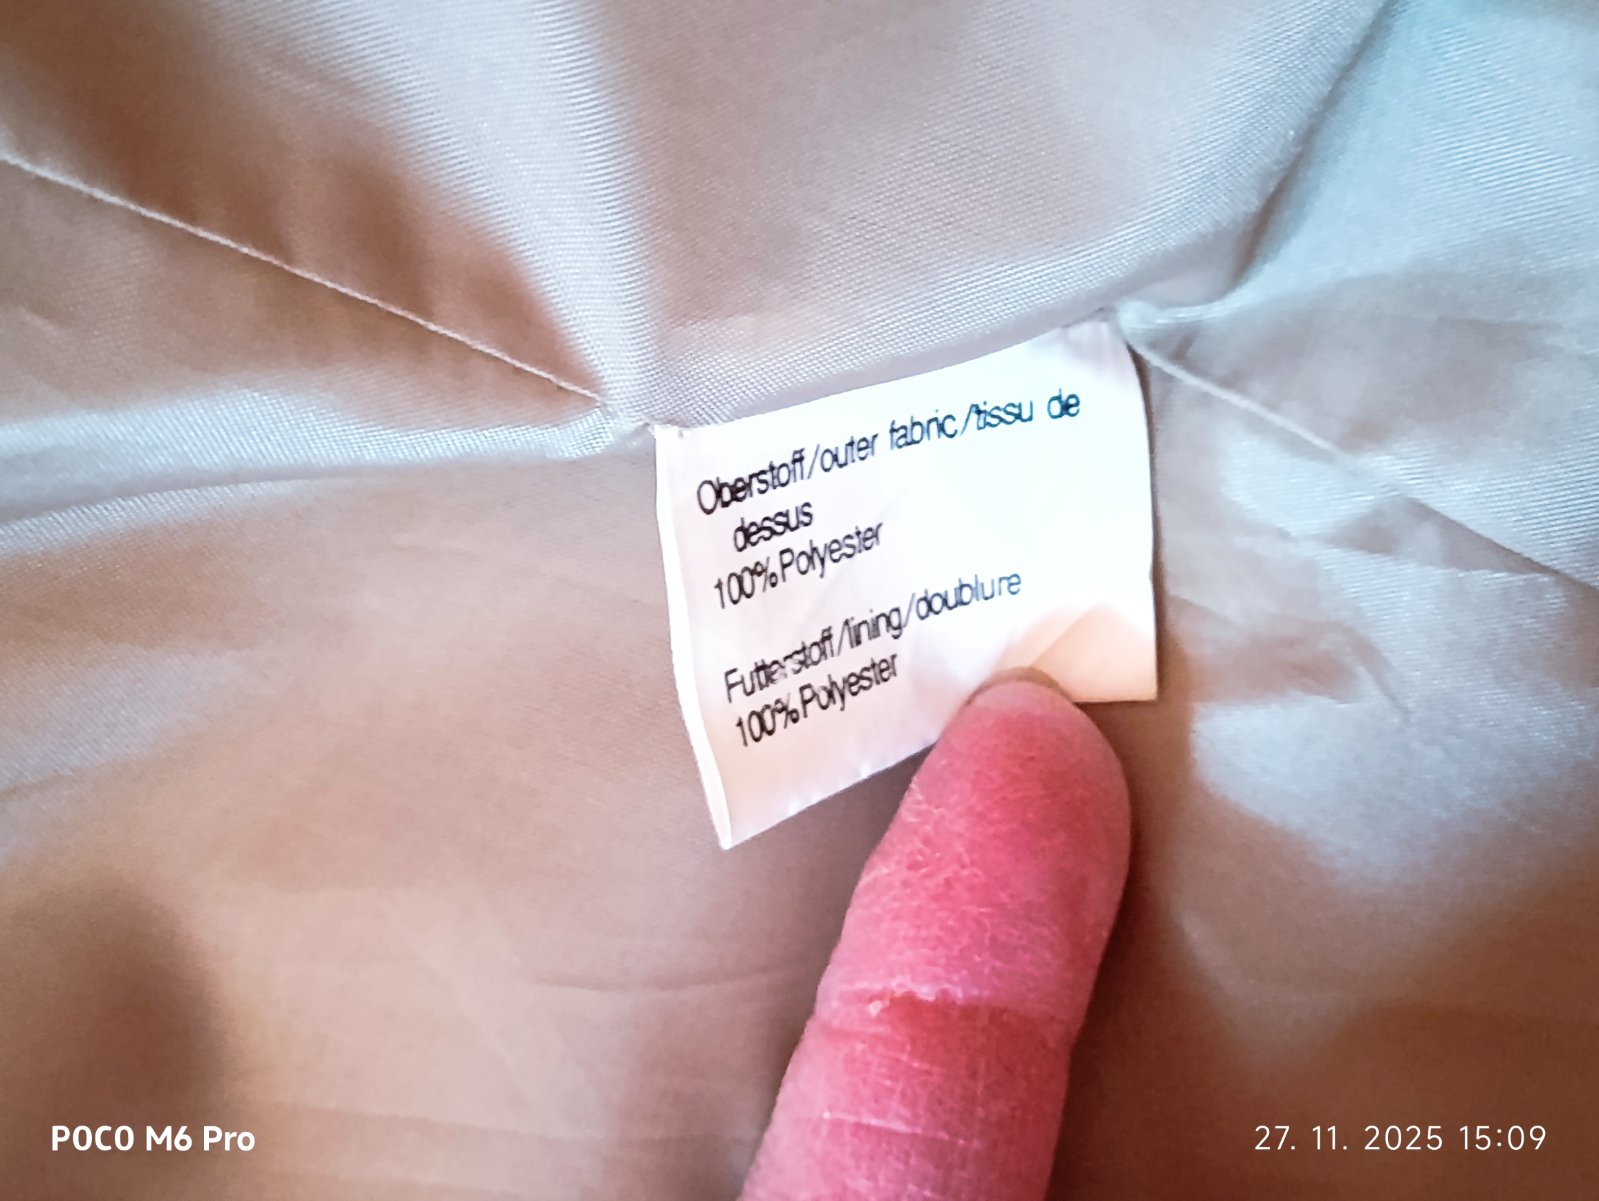 Oberstoff/outer fabric/tissu de
dessus
100%Polyester
Futterstoff/lining/doublure
100%Polyester
POCO M6 Pro
27. 11. 2025 15:09